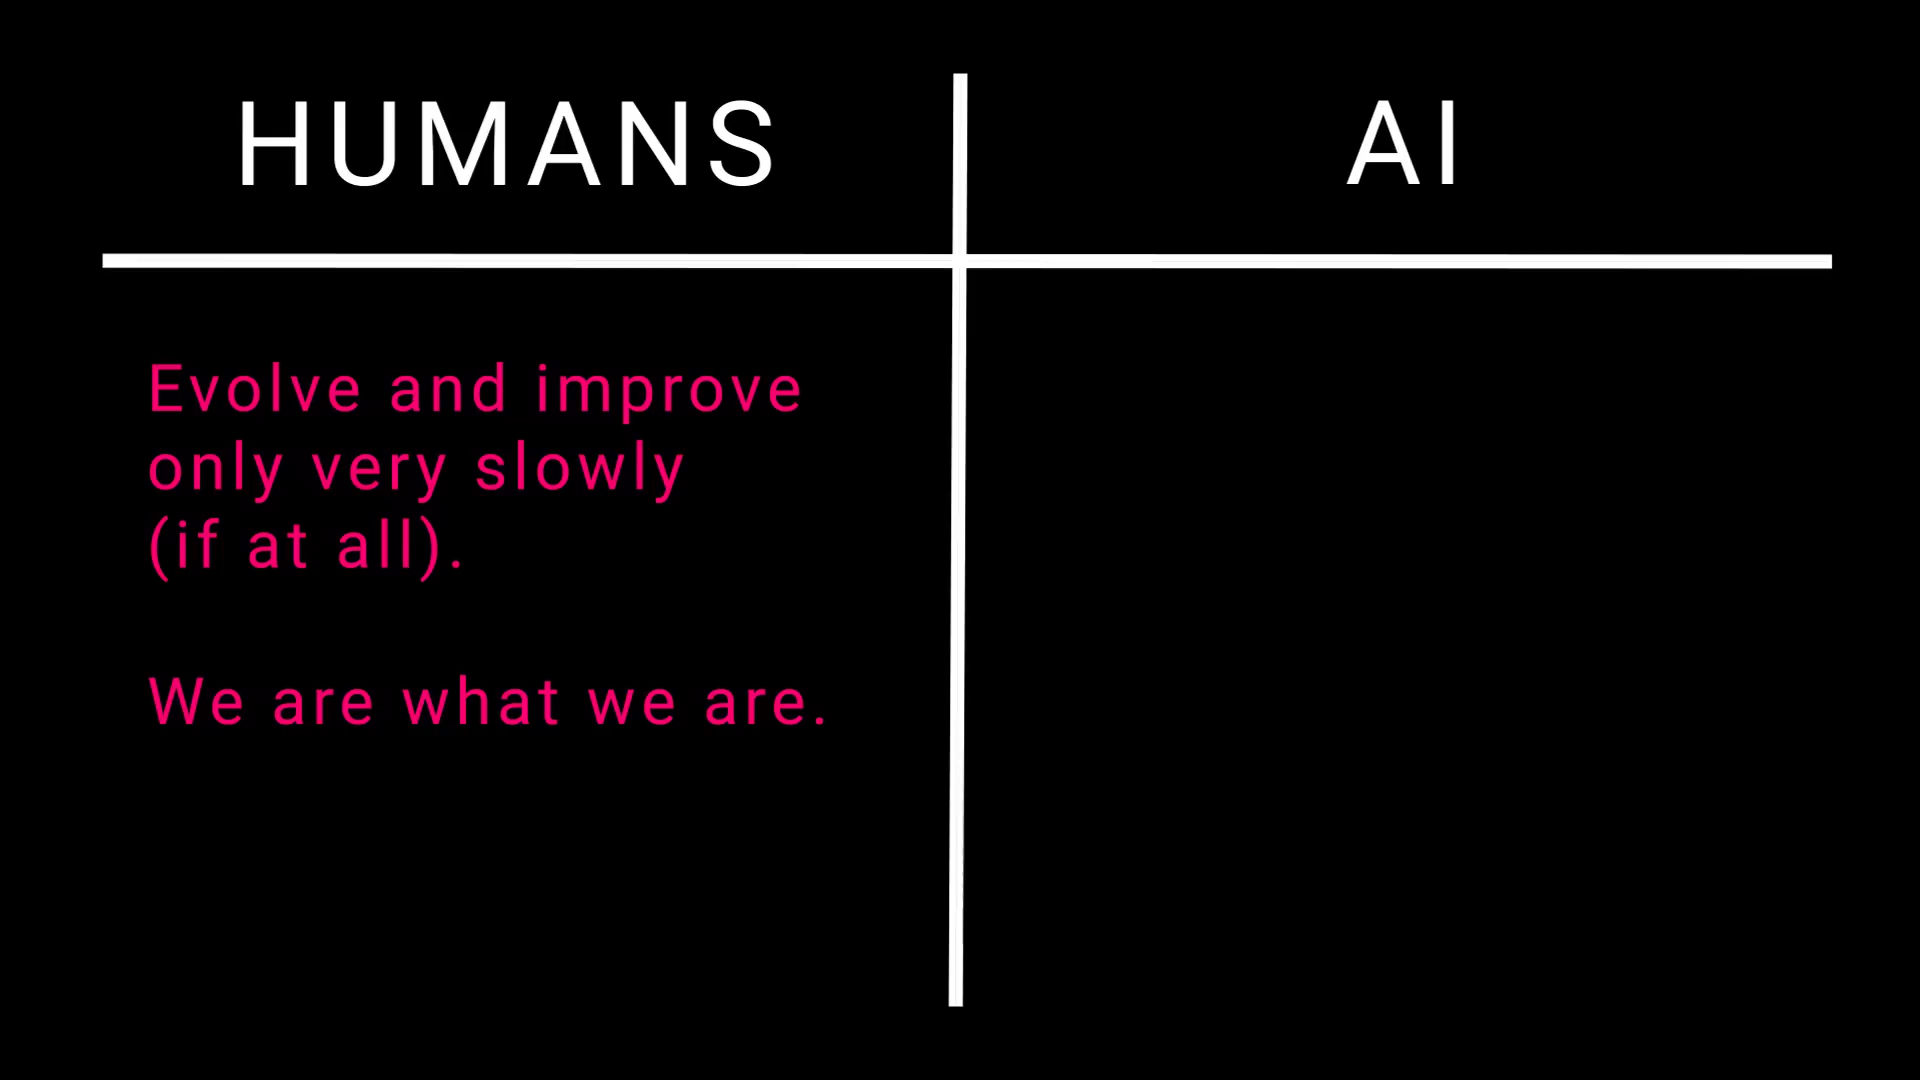 HUMANS
AI
Evolve and improve
only very slowly
(if at all).
We are what we are.